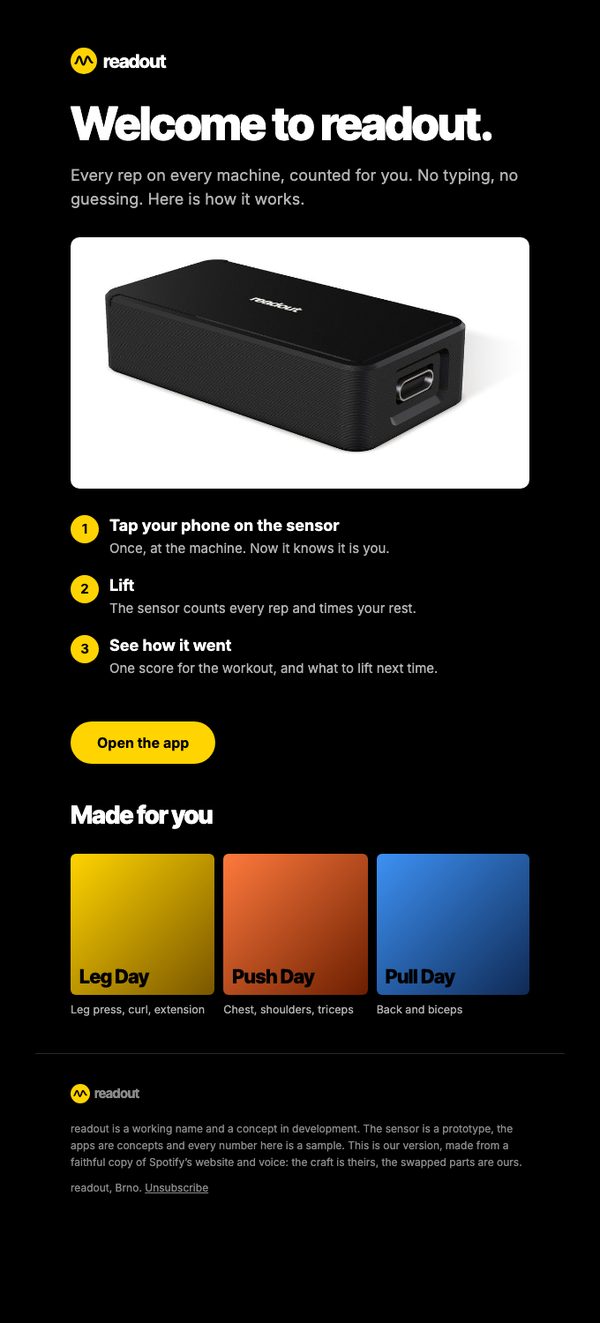 readout
Welcome to readout.
Every rep on every machine, counted for you. No typing, no
guessing. Here is how it works.
readout
1
Tap your phone on the sensor
Once, at the machine. Now it knows it is you.
2
Lift
The sensor counts every rep and times your rest.
3
See how it went
One score for the workout, and what to lift next time.
Open the app
Made for you
Leg Day
Push Day
Pull Day
Leg press, curl, extension
Chest, shoulders, triceps
Back and biceps
readout
readout is a working name and a concept in development. The sensor is a prototype, the
apps are concepts and every number here is a sample. This is our version, made from a
faithful copy of Spotify’s website and voice: the craft is theirs, the swapped parts are ours.
readout, Brno. Unsubscribe